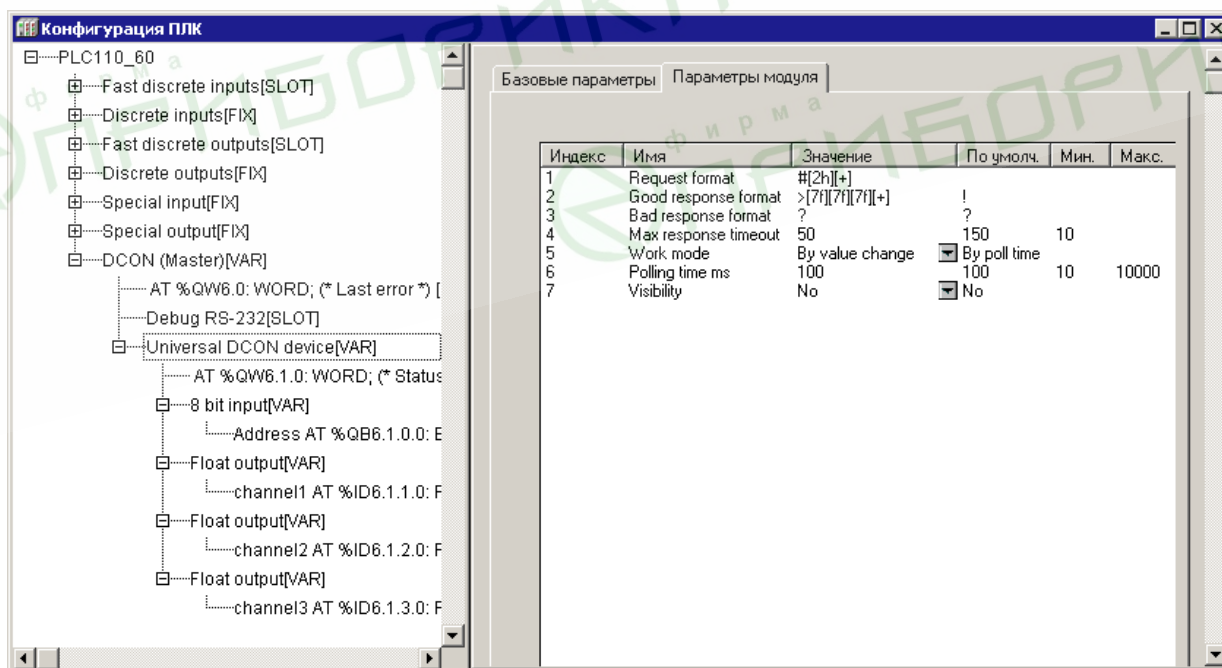 Конфигурация ПЛК
PLC110_60
Fast discrete inputs[SLOT]
Discrete inputs[FIX]
Fast discrete outputs[SLOT]
Discrete outputs[FIX]
Special input[FIX]
Special output[FIX]
DCON (Master)[VAR]
AT %QW6.0: WORD; (* Last error *) [
Debug RS-232[SLOT]
Universal DCON device[VAR]
AT %QW6.1.0: WORD; (* Status
8 bit input[VAR]
Address AT %QB6.1.0.0:
Float output[VAR]
channel1 AT %ID6.1.1.0:
Float output[VAR]
channel2 AT %ID6.1.2.0:
Float output[VAR]
channel3 AT %ID6.1.3.0:
Базовые параметры Параметры модуля
Индекс Имя Значение По умолч. Мин. Макс.
1 Request format #[2h][+]
2 Good response format >[7f][7f][7f][+] !
3 Bad response format ? ?
4 Max response timeout 50 150 10
5 Work mode By value change By poll time
6 Polling time ms 100 100 10 10000
7 Visibility No No
фирма
фирма